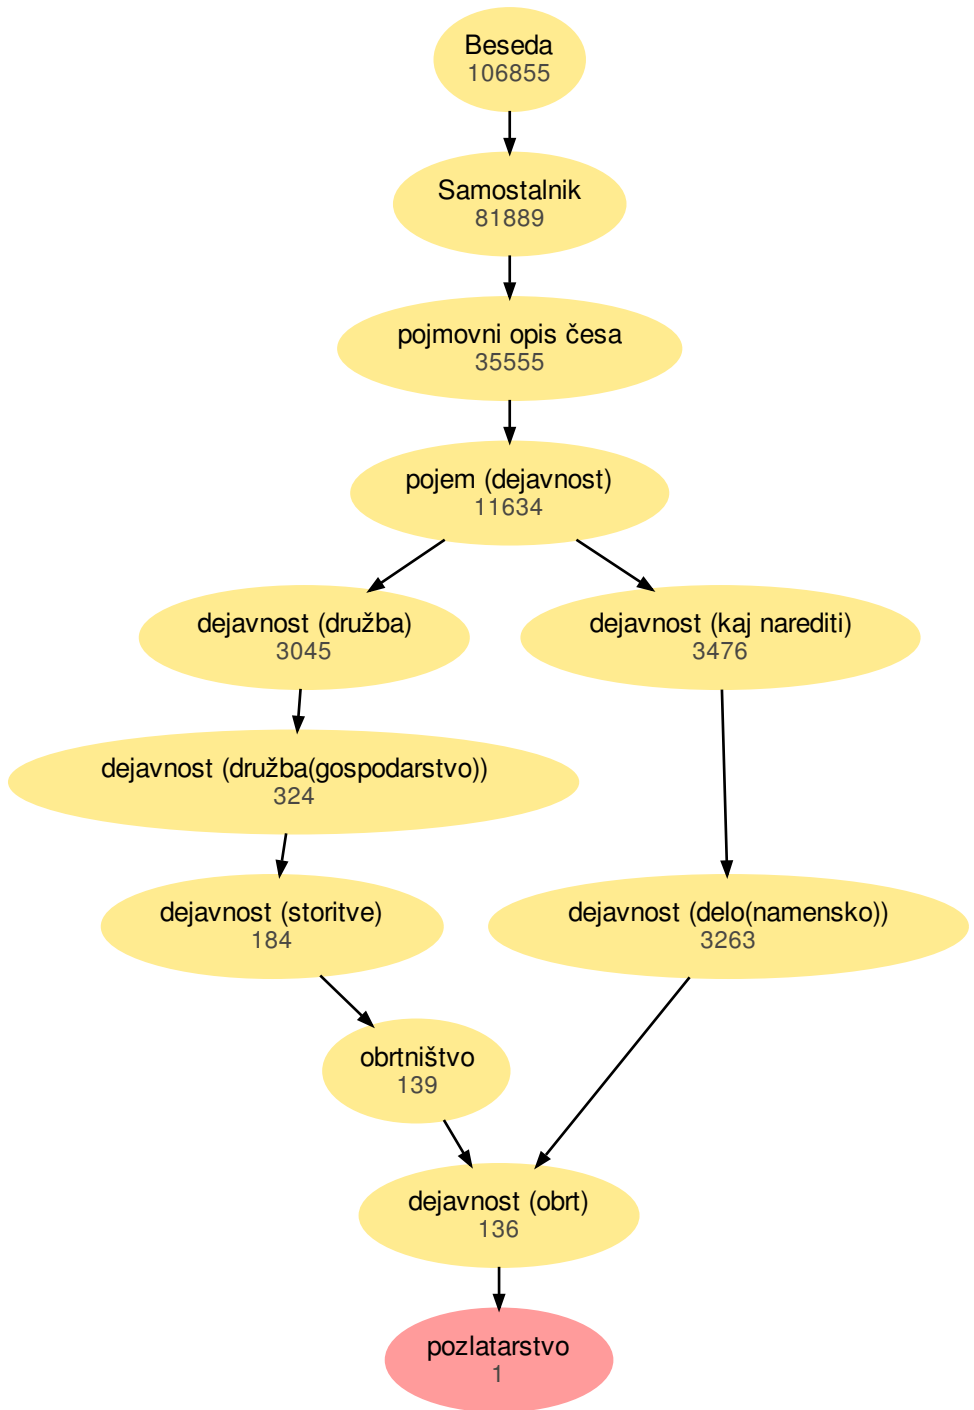 Beseda
106855
Samostalnik
81889
pojmovni opis česa
35555
pojem (dejavnost)
11634
dejavnost (družba)
3045
dejavnost (kaj narediti)
3476
dejavnost (družba(gospodarstvo))
324
dejavnost (storitve)
184
dejavnost (delo(namensko))
3263
obrtništvo
139
dejavnost (obrt)
136
pozlatarstvo
1